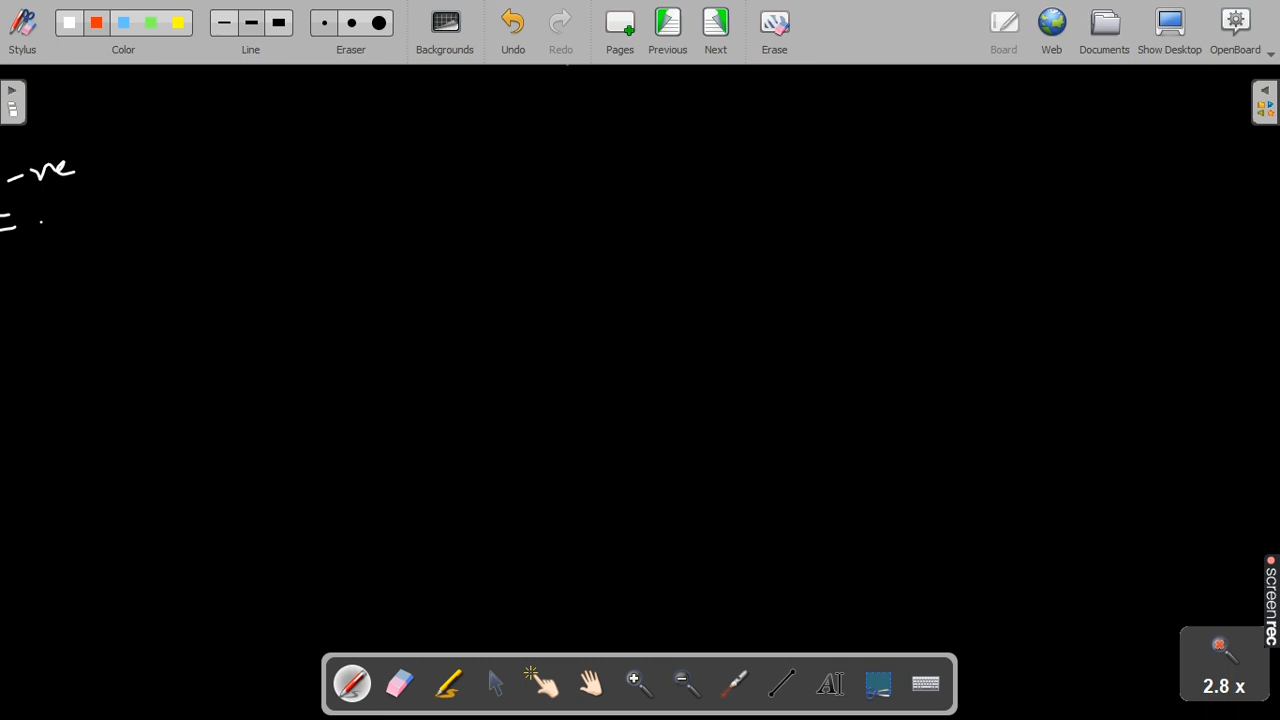 Stylus Color Line Eraser Backgrounds Undo Redo Pages Previous Next Erase Board Web Documents Show Desktop OpenBoard
-ve
= .
AI
screenrec
2.8 x